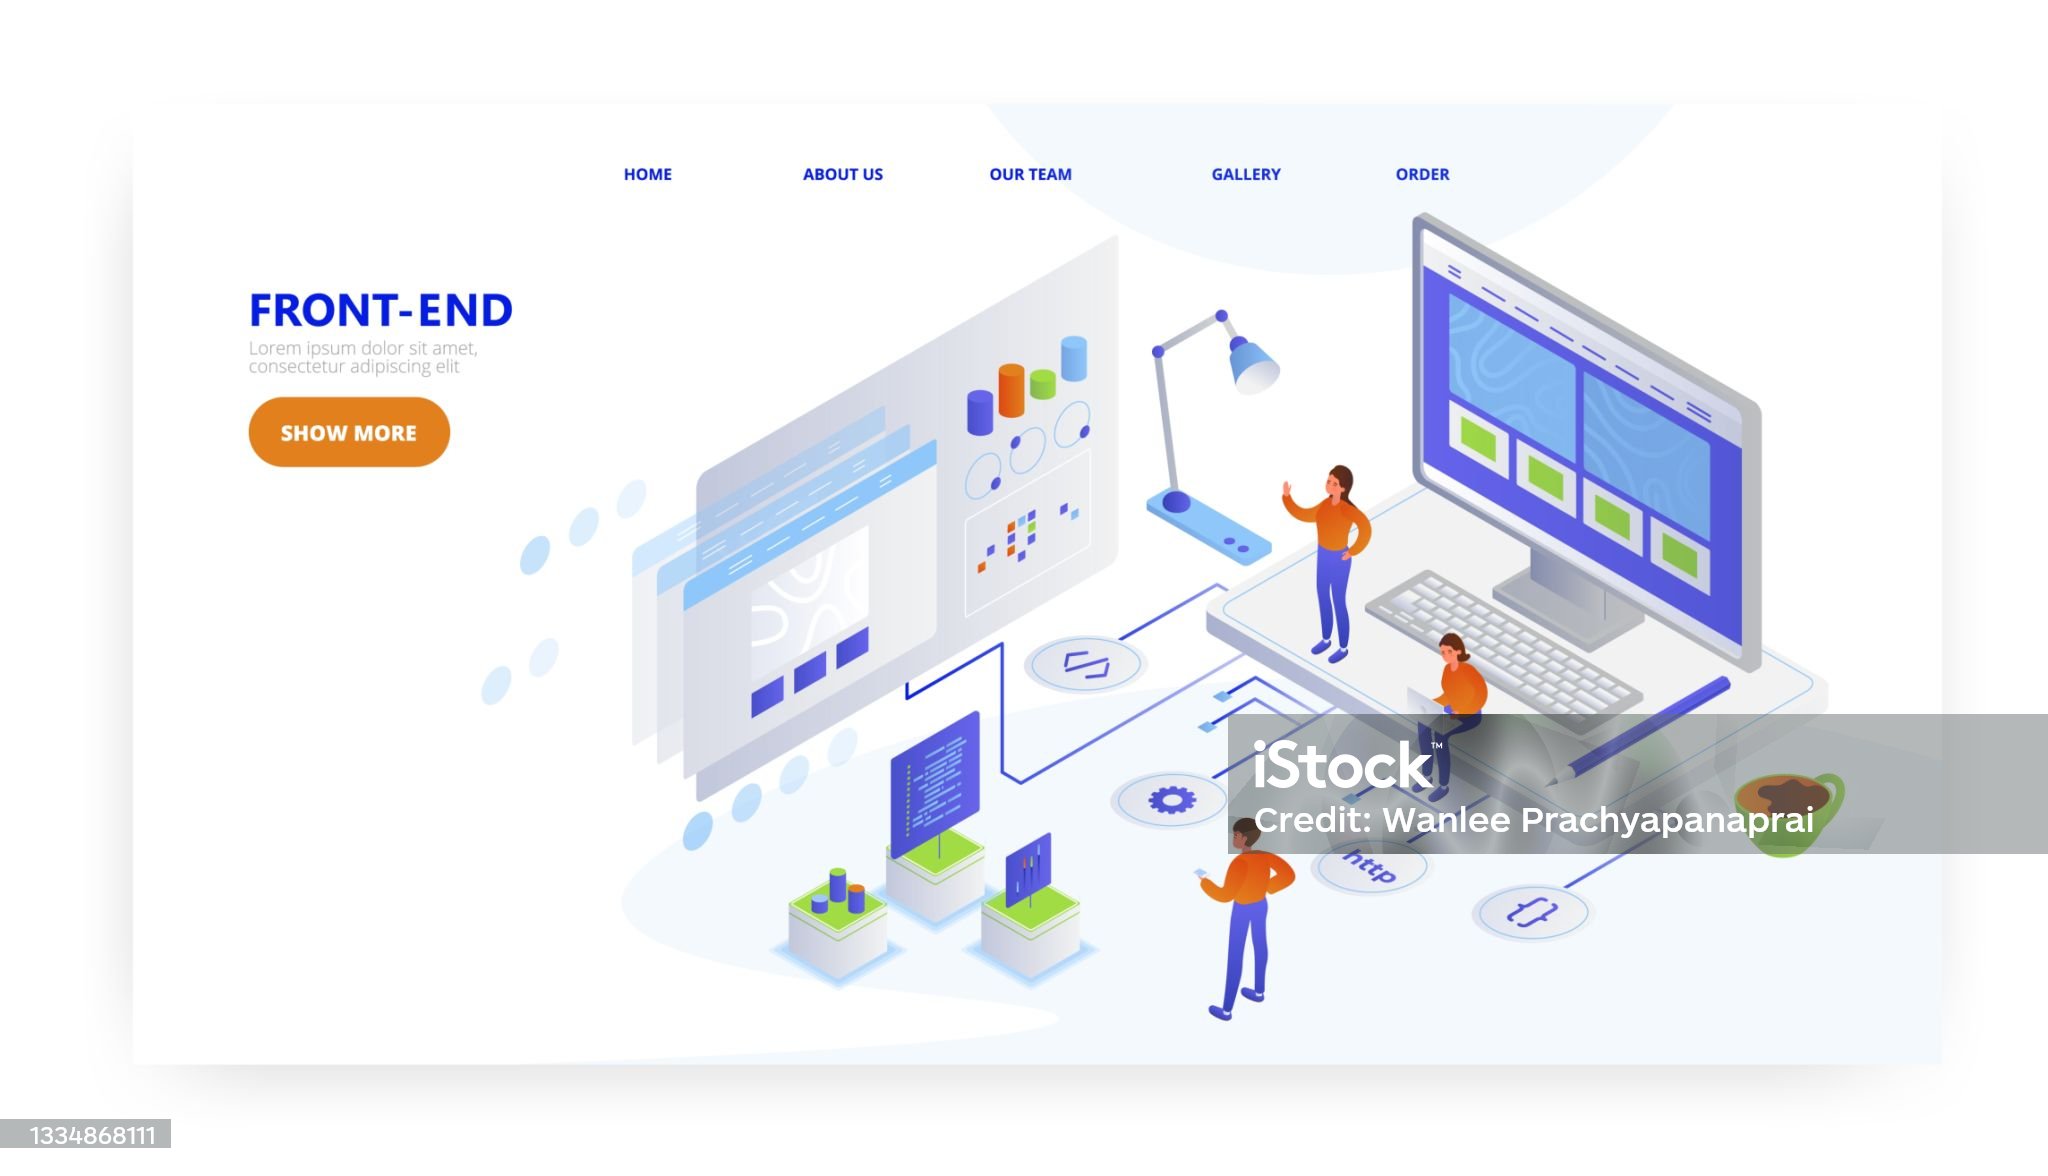 HOME ABOUT US OUR TEAM GALLERY ORDER
FRONT-END
Lorem ipsum dolor sit amet,
consectetur adipiscing elit
SHOW MORE
iStock™
Credit: Wanlee Prachyapanaprai
http
{}
1334868111